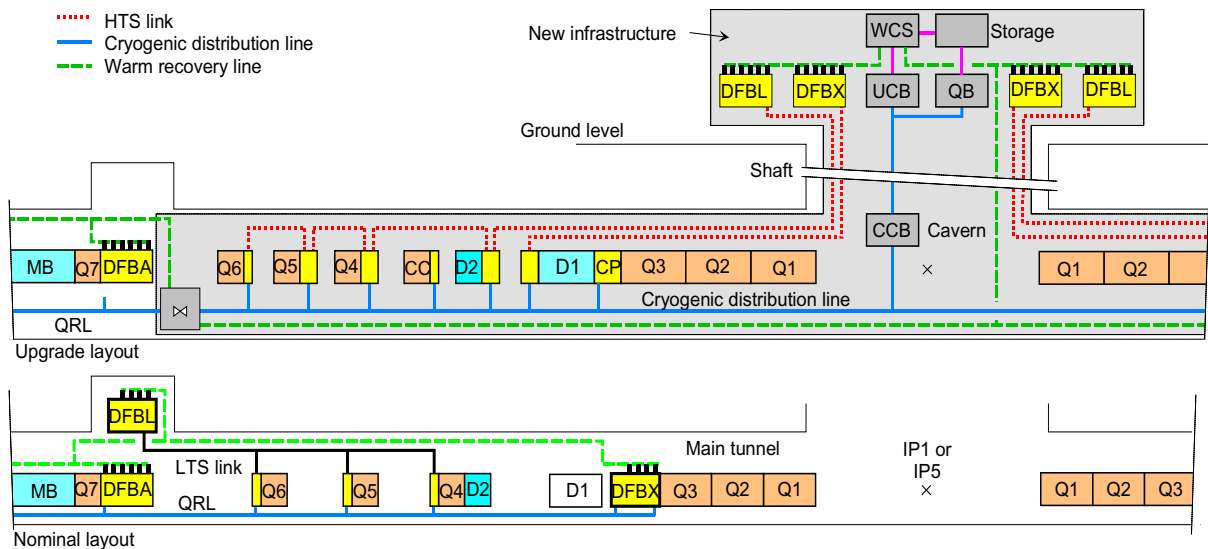 HTS link
Cryogenic distribution line
Warm recovery line
New infrastructure
WCS
Storage
DFBL
DFBX
UCB
QB
DFBX
DFBL
Ground level
Shaft
CCB
Cavern
MB
Q7
DFBA
Q6
Q5
Q4
CC
D2
D1
CP
Q3
Q2
Q1
Q1
Q2
Cryogenic distribution line
QRL
Upgrade layout
DFBL
Main tunnel
IP1 or
IP5
LTS link
MB
Q7
DFBA
Q6
Q5
Q4
D2
D1
DFBX
Q3
Q2
Q1
Q1
Q2
Q3
QRL
Nominal layout